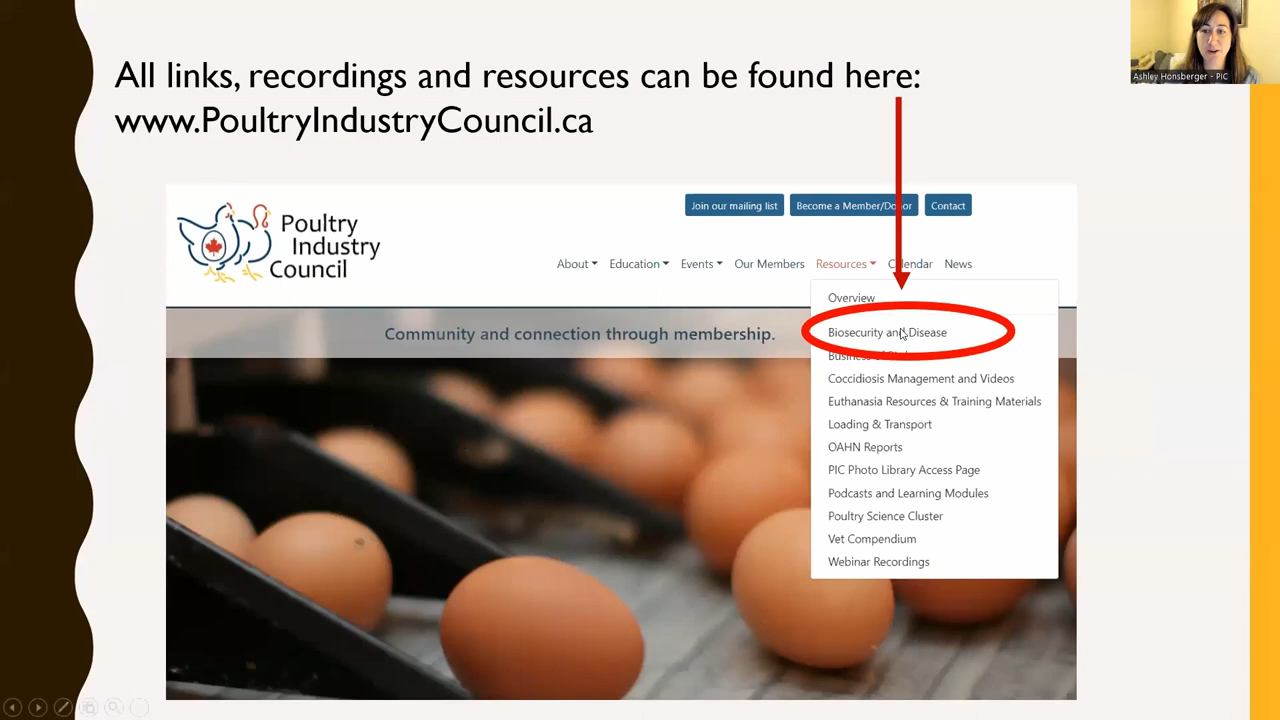 All links, recordings and resources can be found here:
www.PoultryIndustryCouncil.ca
Ashley Honsberger - PIC
Poultry
Industry
Council
Join our mailing list
Become a Member/Donor
Contact
About
Education
Events
Our Members
Resources
Calendar
News
Overview
Community and connection through membership.
Biosecurity and Disease
Business
Coccidiosis Management and Videos
Euthanasia Resources & Training Materials
Loading & Transport
OAHN Reports
PIC Photo Library Access Page
Podcasts and Learning Modules
Poultry Science Cluster
Vet Compendium
Webinar Recordings